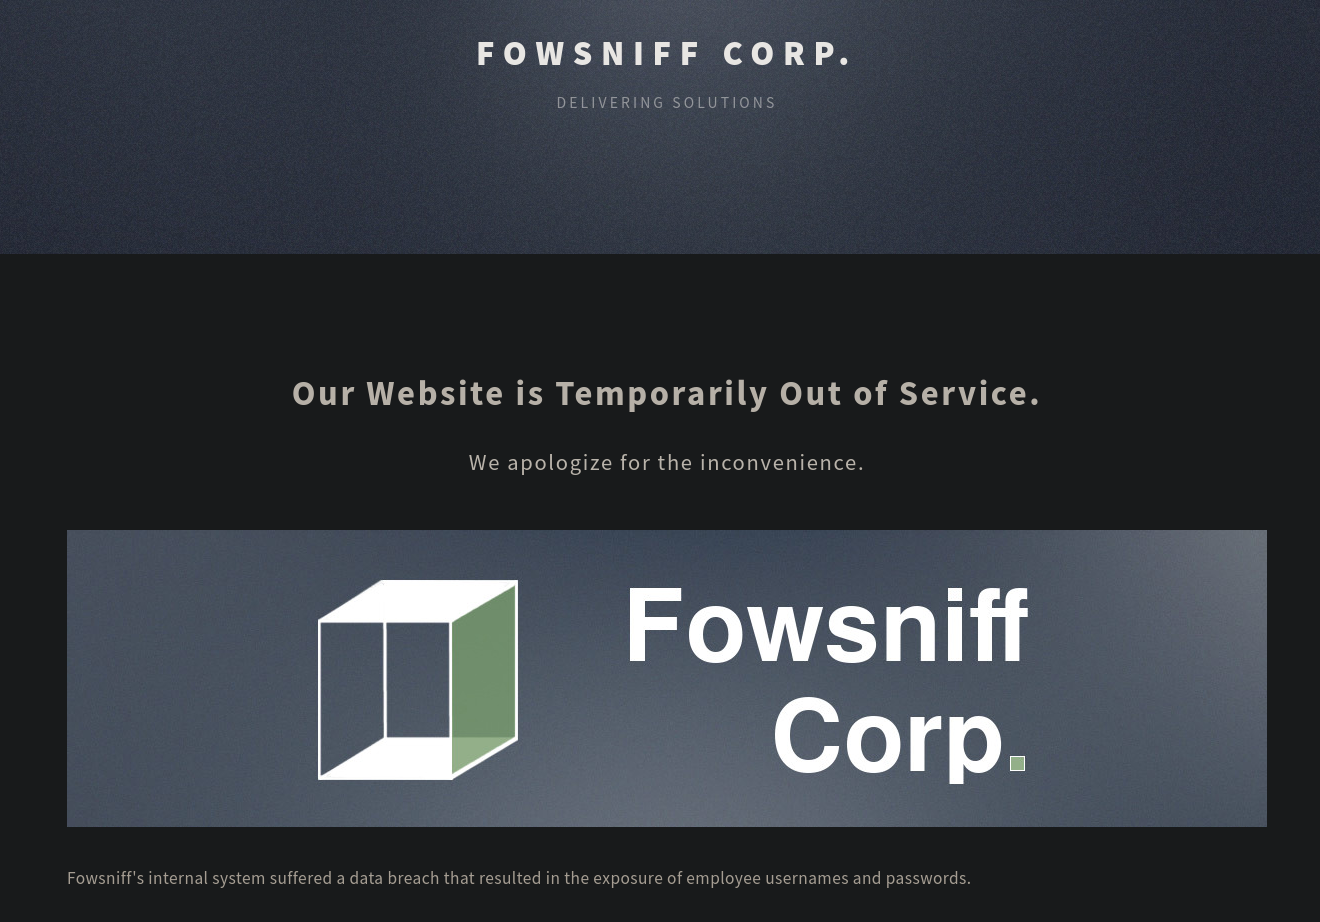 FOWSNIFF CORP.
DELIVERING SOLUTIONS
Our Website is Temporarily Out of Service.
We apologize for the inconvenience.
Fowsniff
Corp.
Fowsniff's internal system suffered a data breach that resulted in the exposure of employee usernames and passwords.